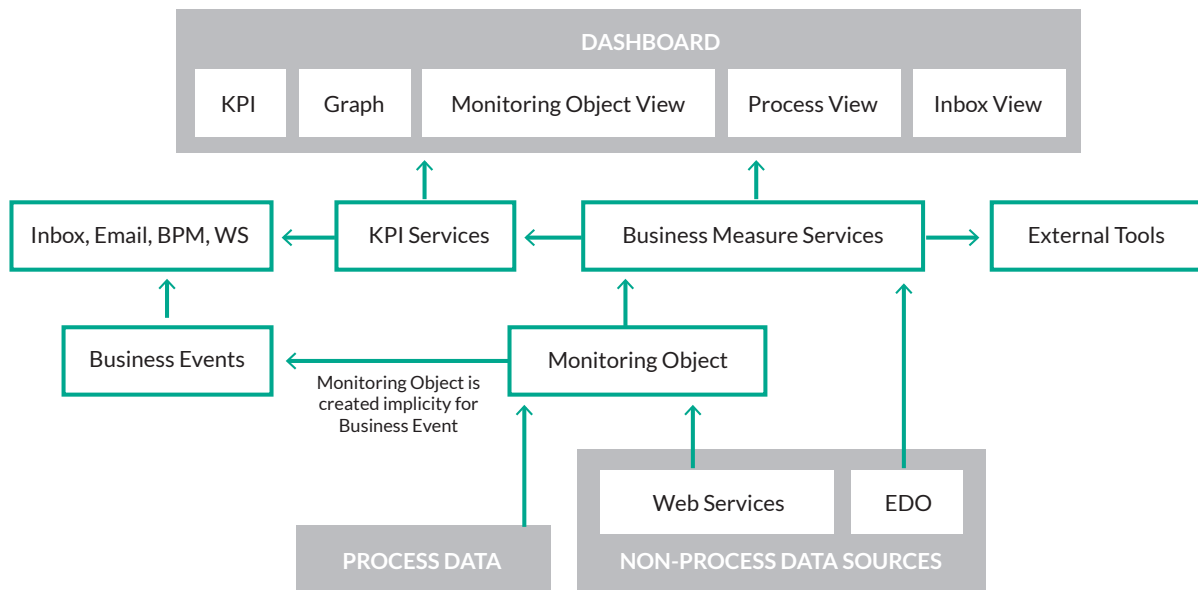 DASHBOARD
KPI
Graph
Monitoring Object View
Process View
Inbox View
Inbox, Email, BPM, WS
KPI Services
Business Measure Services
External Tools
Business Events
Monitoring Object
Monitoring Object is
created implicity for
Business Event
Web Services
EDO
PROCESS DATA
NON-PROCESS DATA SOURCES